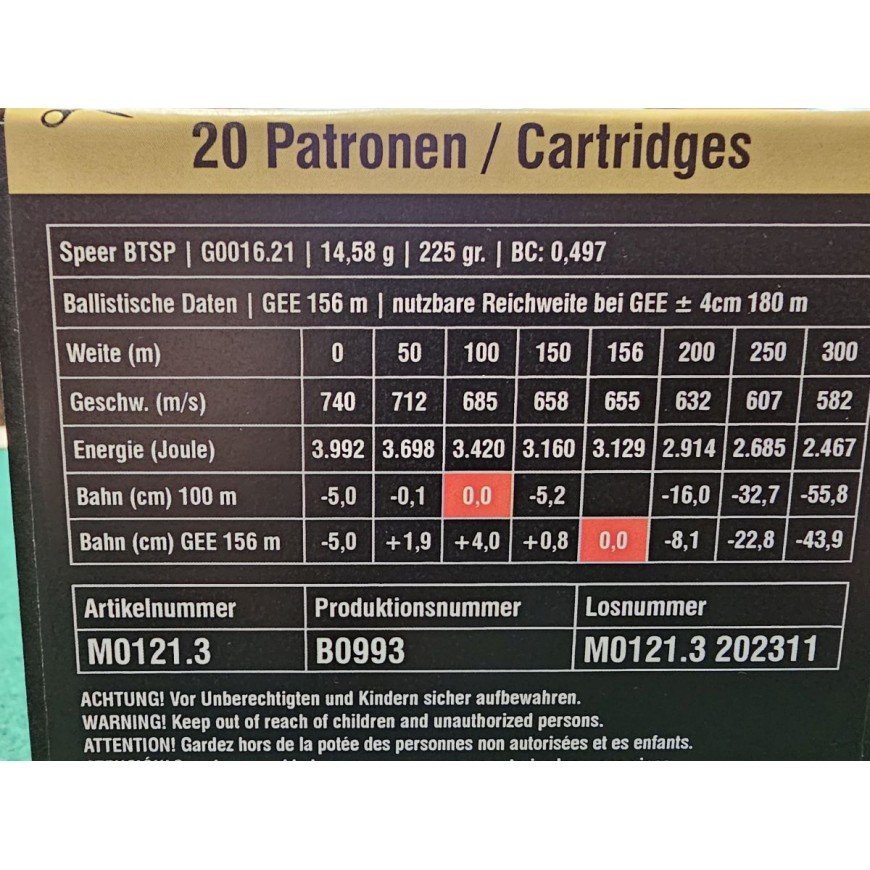 20 Patronen / Cartridges
Speer BTSP | G0016.21 | 14,58 g | 225 gr. | BC: 0,497
Ballistische Daten | GEE 156 m | nutzbare Reichweite bei GEE ± 4cm 180 m
Weite (m) 0 50 100 150 156 200 250 300
Geschw. (m/s) 740 712 685 658 655 632 607 582
Energie (Joule) 3.992 3.698 3.420 3.160 3.129 2.914 2.685 2.467
Bahn (cm) 100 m -5,0 -0,1 0,0 -5,2 -16,0 -32,7 -55,8
Bahn (cm) GEE 156 m -5,0 +1,9 +4,0 +0,8 0,0 -8,1 -22,8 -43,9
Artikelnummer Produktionsnummer Losnummer
M0121.3 B0993 M0121.3 202311
ACHTUNG! Vor Unberechtigten und Kindern sicher aufbewahren.
WARNING! Keep out of reach of children and unauthorized persons.
ATTENTION! Gardez hors de la potée des personnes non autorisées et es enfants.